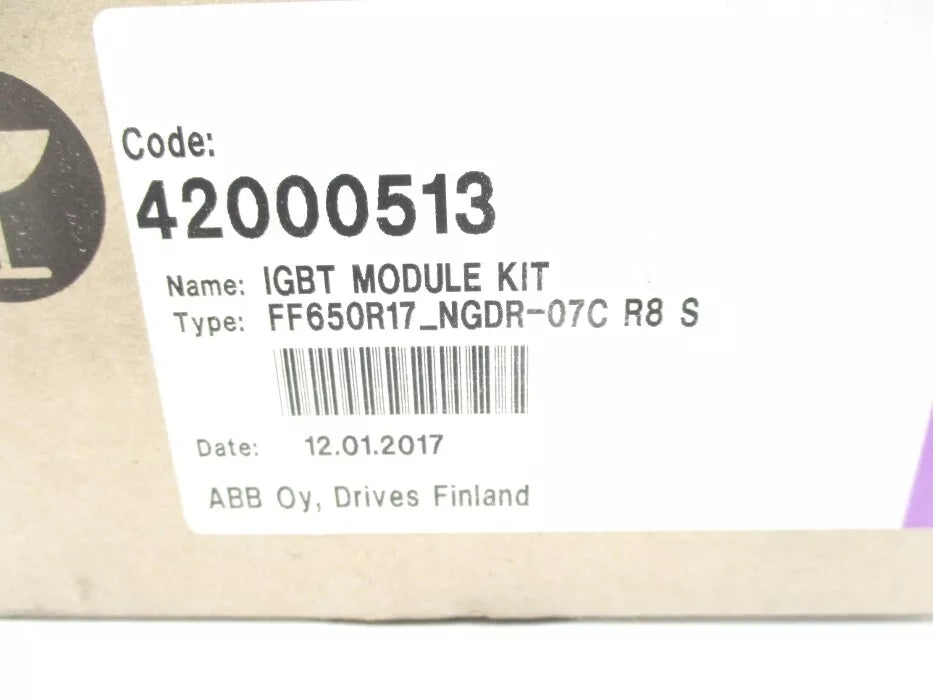 Code:
42000513
Name: IGBT MODULE KIT
Type: FF650R17_NGDR-07C R8 S
Date: 12.01.2017
ABB Oy, Drives Finland